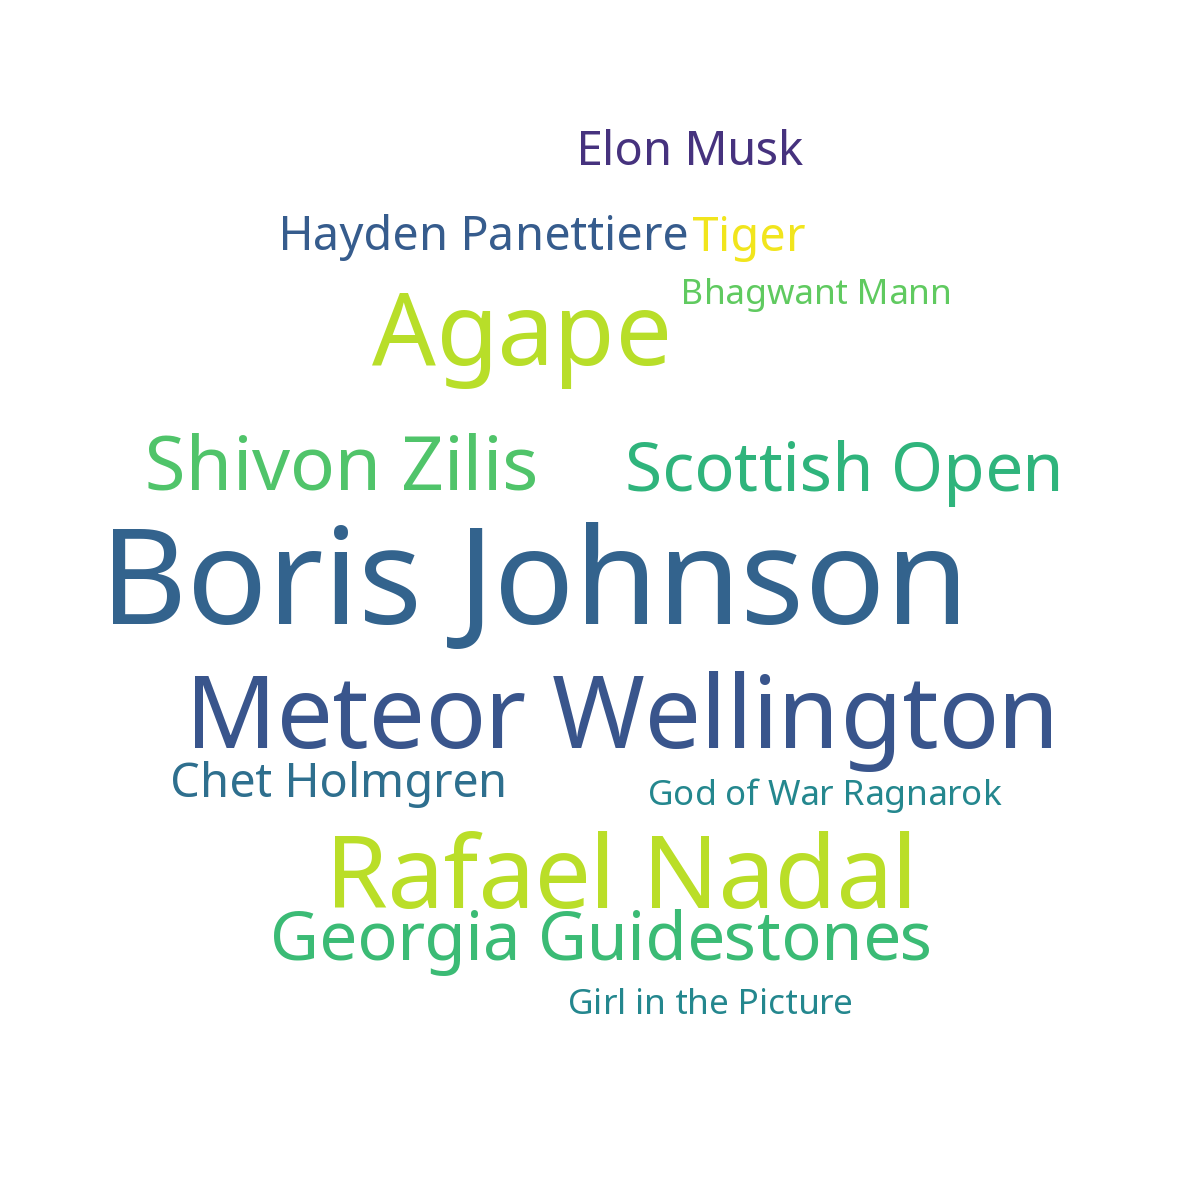 Elon Musk
Hayden Panettiere Tiger
Bhagwant Mann
Agape
Shivon Zilis Scottish Open
Boris Johnson
Meteor Wellington
Chet Holmgren God of War Ragnarok
Rafael Nadal
Georgia Guidestones
Girl in the Picture